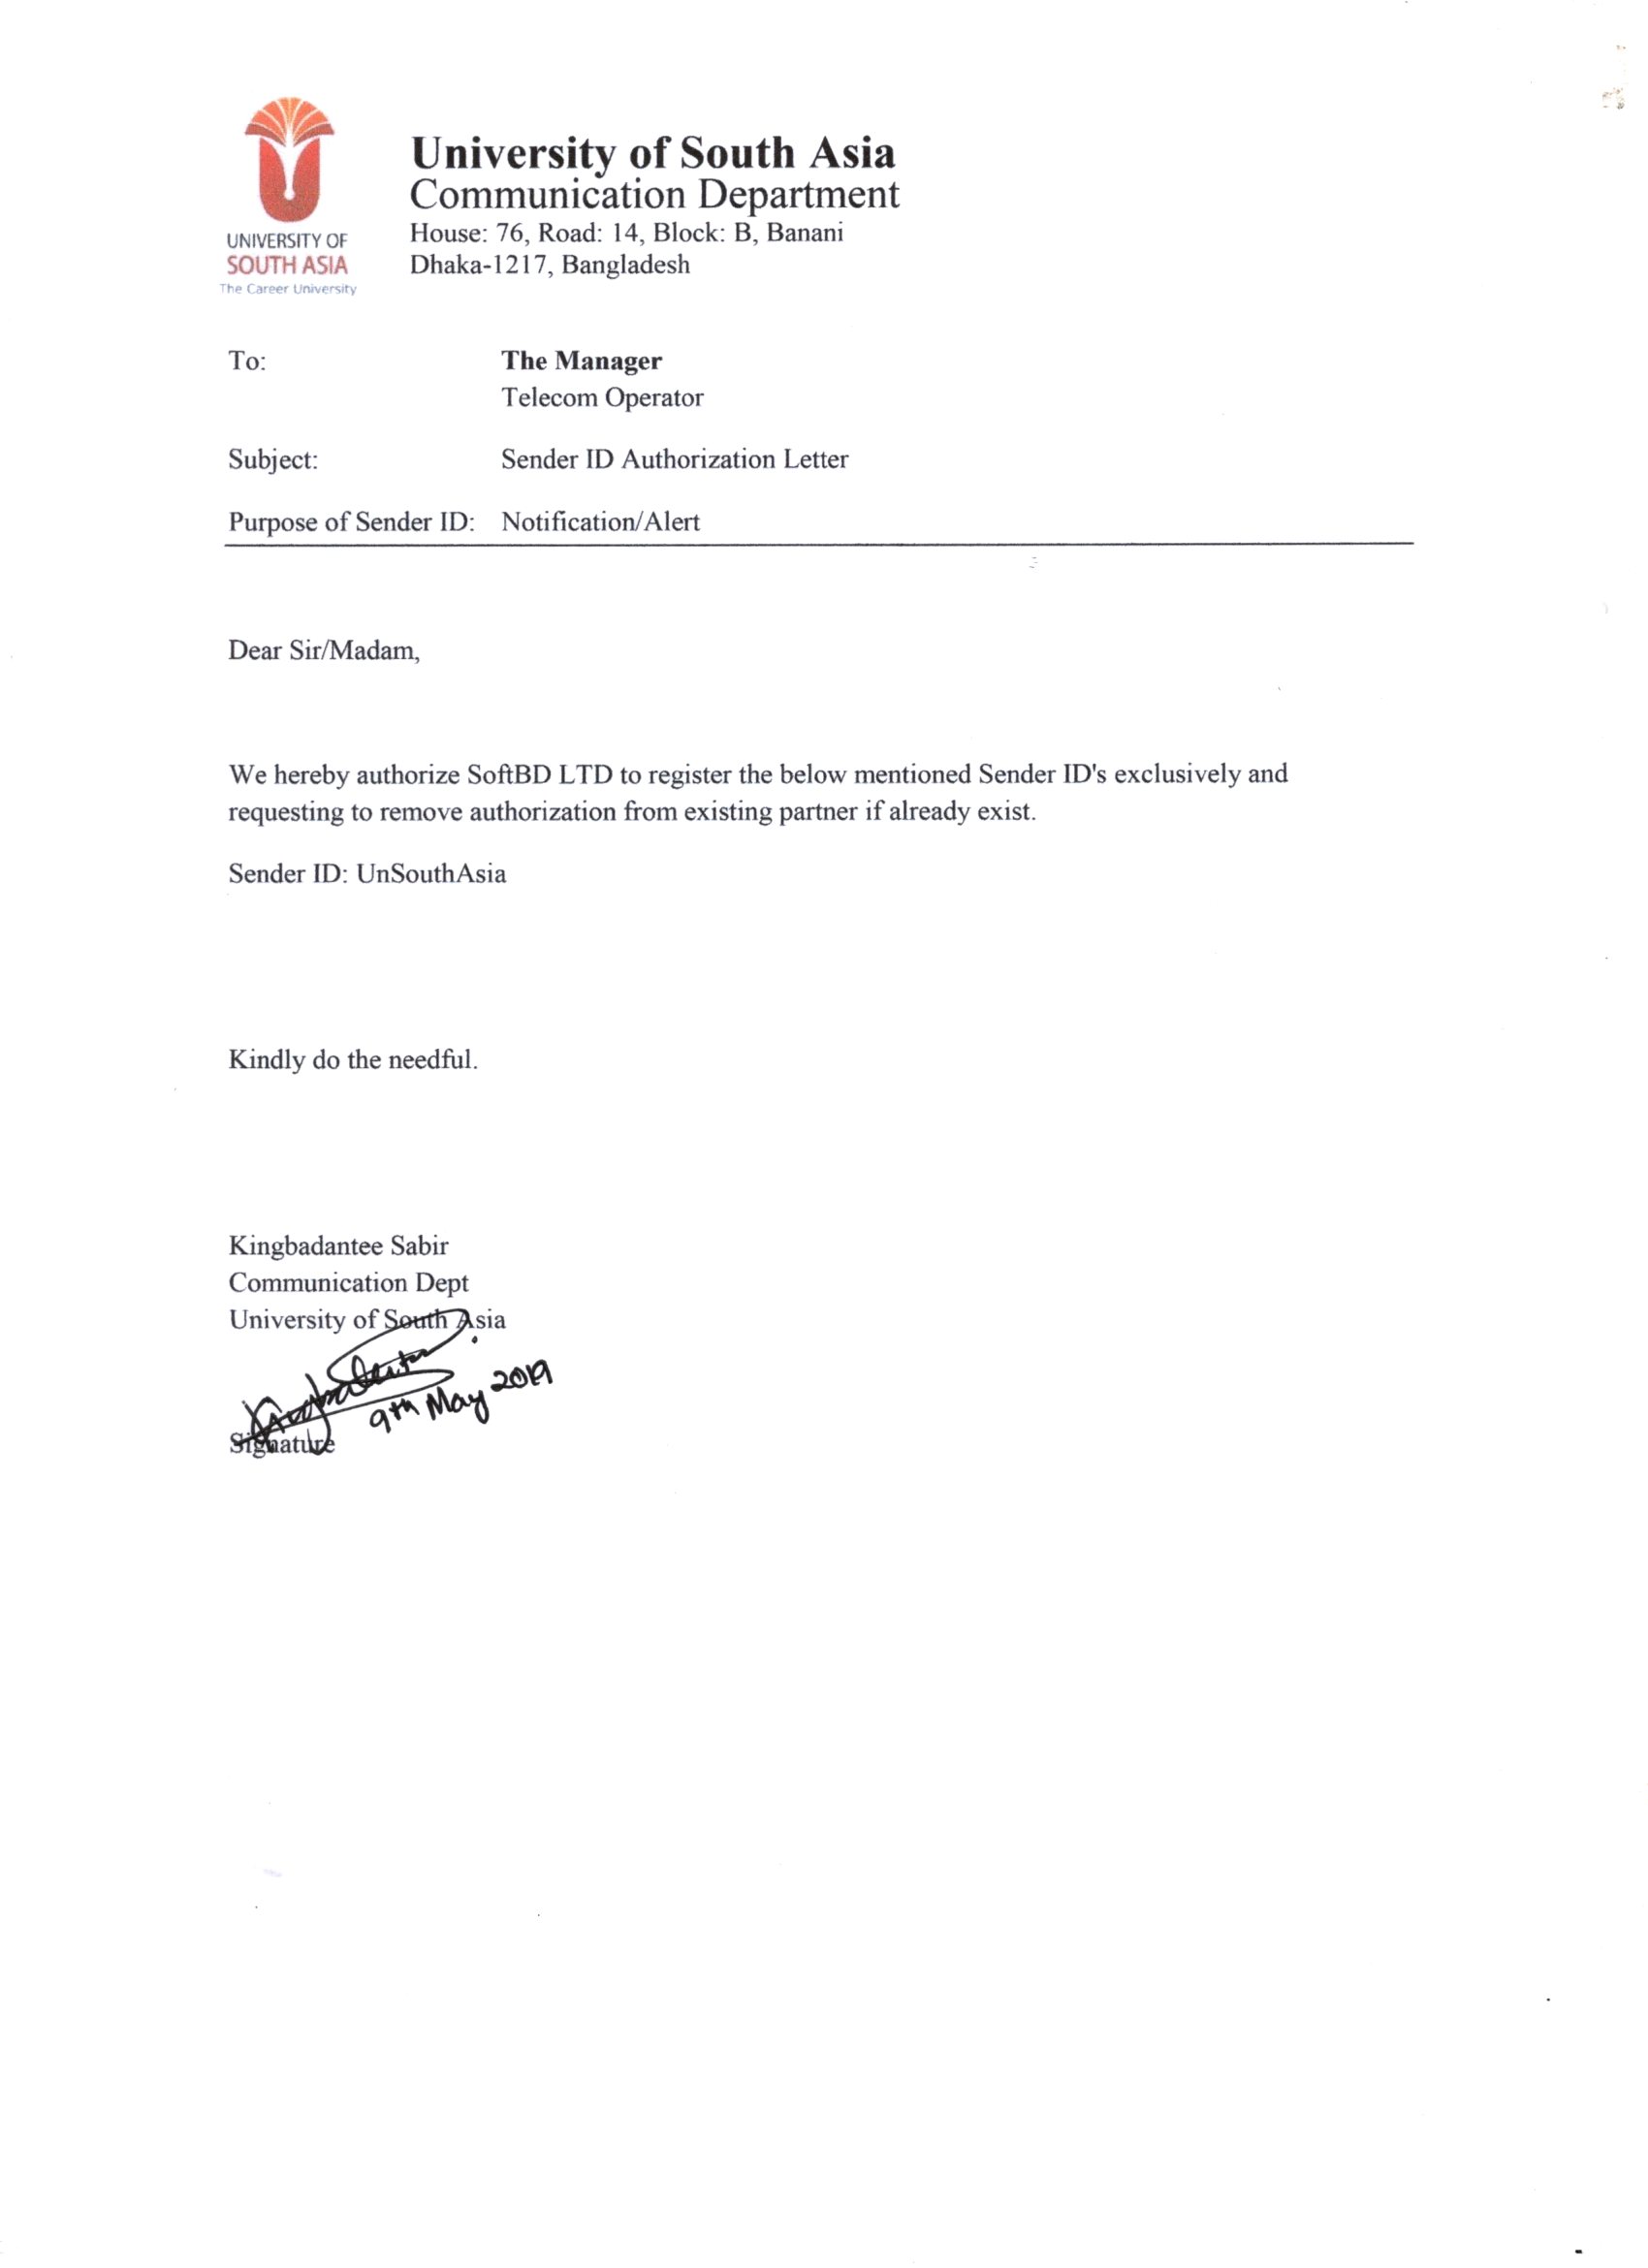 UNIVERSITY OF
SOUTH ASIA
The Career University
University of South Asia
Communication Department
House: 76, Road: 14, Block: B, Banani
Dhaka-1217, Bangladesh
To: The Manager
Telecom Operator
Subject: Sender ID Authorization Letter
Purpose of Sender ID: Notification/Alert
Dear Sir/Madam,
We hereby authorize SoftBD LTD to register the below mentioned Sender ID's exclusively and
requesting to remove authorization from existing partner if already exist.
Sender ID: UnSouthAsia
Kindly do the needful.
Kingbadantee Sabir
Communication Dept
University of South Asia
9th May 2019
Signature